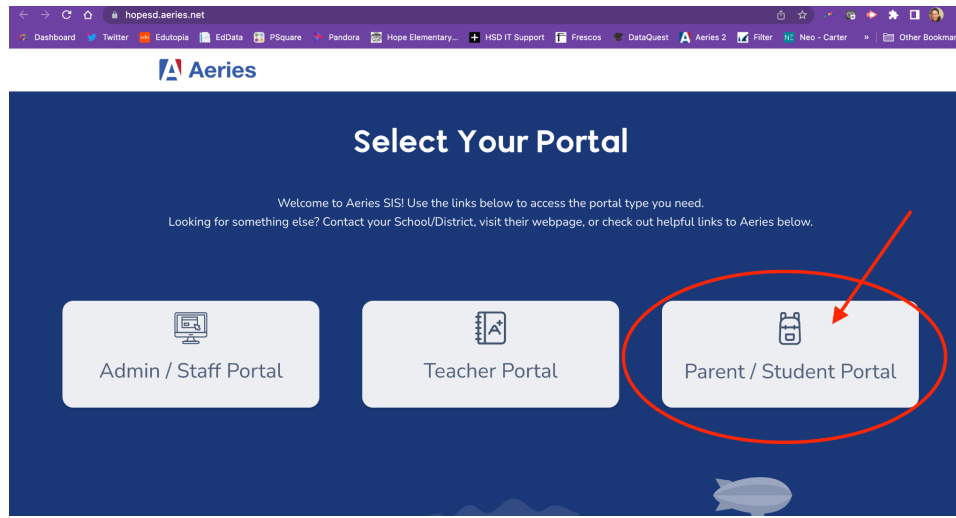 hopesd.aeries.net
Dashboard Twitter Edutopia EdData PSquare Pandora Hope Elementary... HSD IT Support Frescos DataQuest Aeries 2 Filter Neo - Carter » Other Bookmar
Aeries
Select Your Portal
Welcome to Aeries SIS! Use the links below to access the portal type you need.
Looking for something else? Contact your School/District, visit their webpage, or check out helpful links to Aeries below.
Admin / Staff Portal
Teacher Portal
Parent / Student Portal